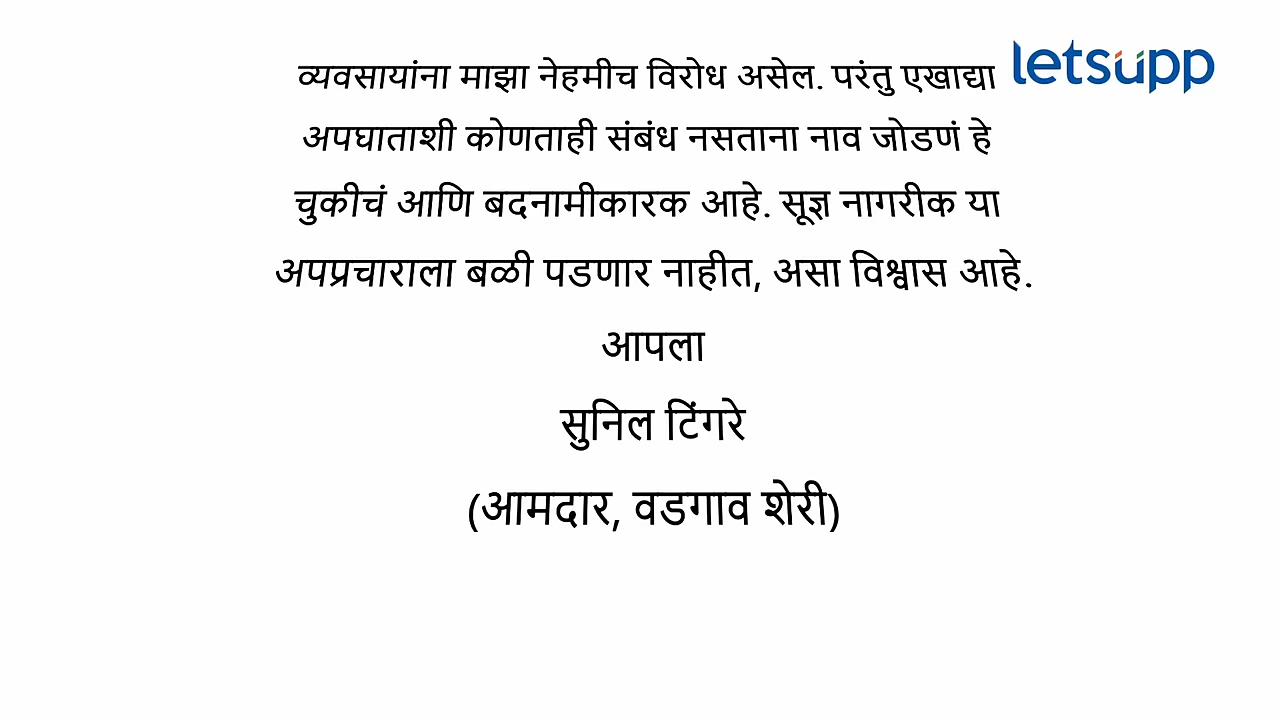 व्यवसायांना माझा नेहमीच विरोध असेल. परंतु एखाद्या
letsupp
अपघाताशी कोणताही संबंध नसताना नाव जोडणं हे
चुकीचं आणि बदनामीकारक आहे. सूज्ञ नागरीक या
अपप्रचाराला बळी पडणार नाहीत, असा विश्वास आहे.
आपला
सुनिल टिंगरे
(आमदार, वडगाव शेरी)